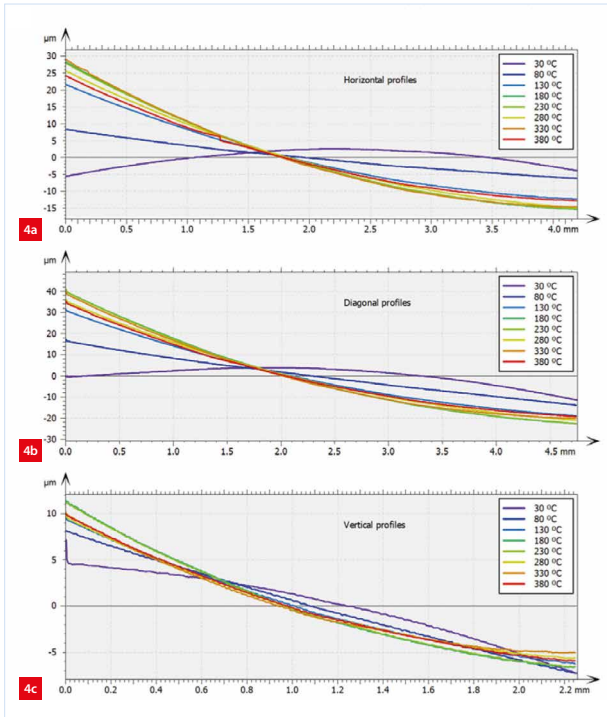 µm
30
25
20
15
10
5
0
-5
-10
-15
Horizontal profiles
30 ºC
80 ºC
130 ºC
180 ºC
230 ºC
280 ºC
330 ºC
380 ºC
4a
0.0 0.5 1.0 1.5 2.0 2.5 3.0 3.5 4.0 mm
µm
40
30
20
10
0
-10
-20
-30
Diagonal profiles
30 ºC
80 ºC
130 ºC
180 ºC
230 ºC
280 ºC
330 ºC
380 ºC
4b
0.0 0.5 1.0 1.5 2.0 2.5 3.0 3.5 4.0 4.5 mm
µm
10
5
0
-5
Vertical profiles
30 ºC
80 ºC
130 ºC
180 ºC
230 ºC
280 ºC
330 ºC
380 ºC
4c
0.0 0.2 0.4 0.6 0.8 1.0 1.2 1.4 1.6 1.8 2.0 2.2 mm